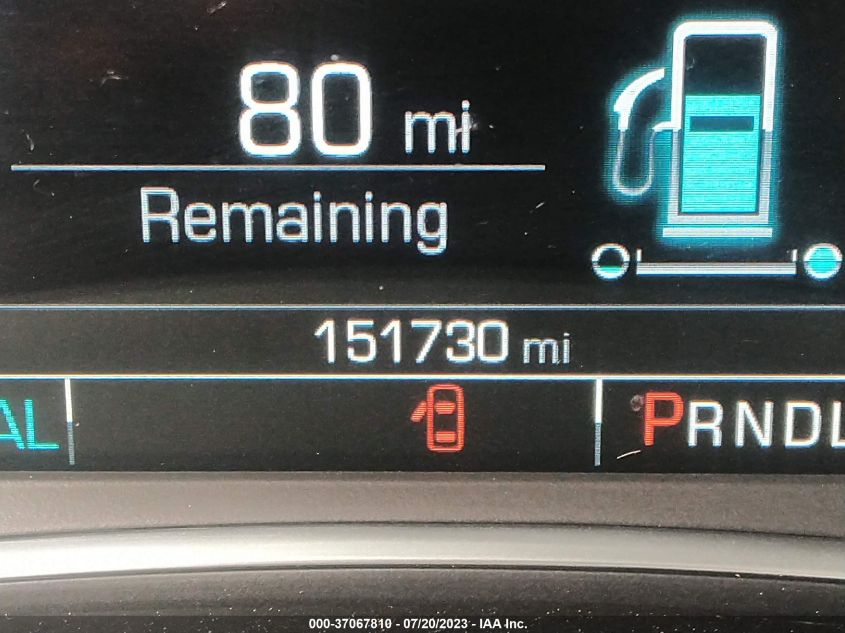 80 mi
Remaining
151730 mi
AL PRNDL
000-37067810 - 07/20/2023 - IAA Inc.